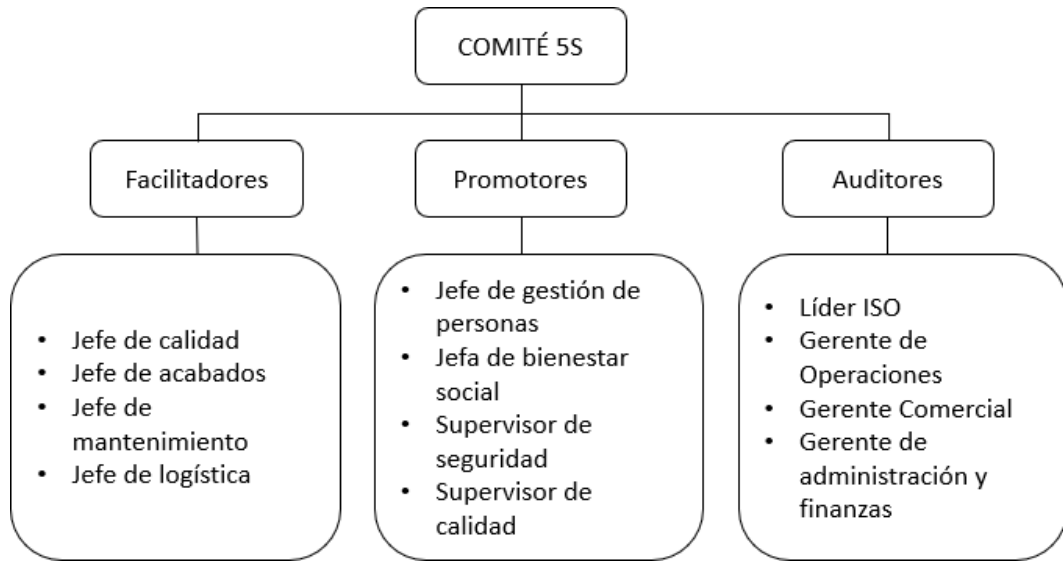 COMITÉ 5S
Facilitadores
Promotores
Auditores
• Jefe de calidad
• Jefe de acabados
• Jefe de
mantenimiento
• Jefe de logística
• Jefe de gestión de
personas
• Jefa de bienestar
social
• Supervisor de
seguridad
• Supervisor de
calidad
• Líder ISO
• Gerente de
Operaciones
• Gerente Comercial
• Gerente de
administración y
finanzas